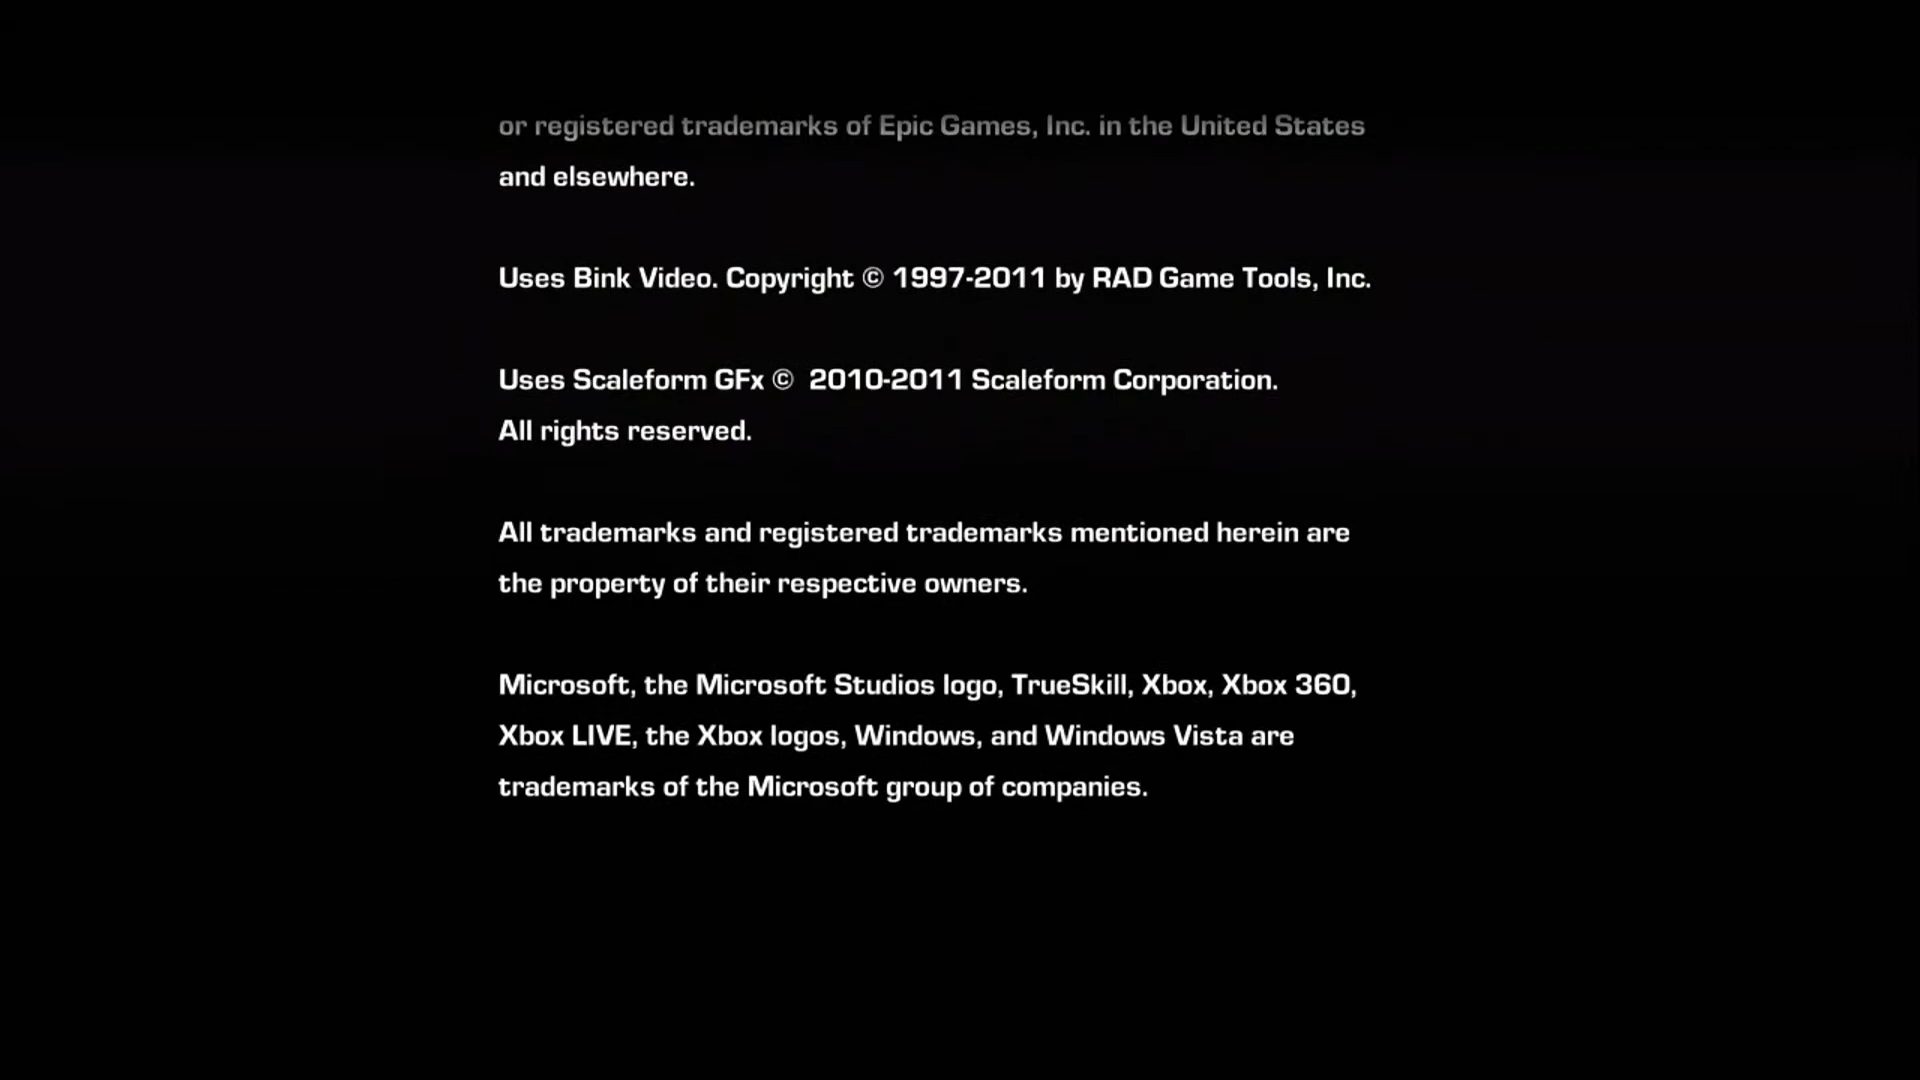 or registered trademarks of Epic Games, Inc. in the United States
and elsewhere.
Uses Bink Video. Copyright © 1997-2011 by RAD Game Tools, Inc.
Uses Scaleform GFx ©  2010-2011 Scaleform Corporation.
All rights reserved.
All trademarks and registered trademarks mentioned herein are
the property of their respective owners.
Microsoft, the Microsoft Studios logo, TrueSkill, Xbox, Xbox 360,
Xbox LIVE, the Xbox logos, Windows, and Windows Vista are
trademarks of the Microsoft group of companies.